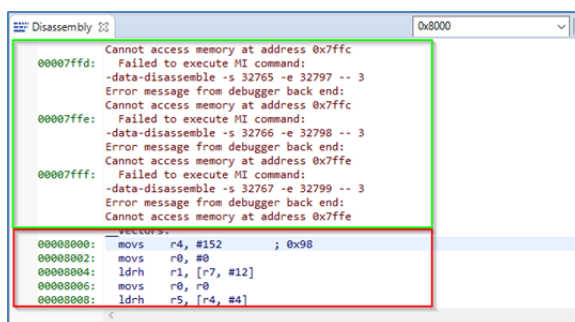 Disassembly
0x8000
Cannot access memory at address 0x7ffc
00007ffd: Failed to execute MI command:
-data-disassemble -s 32765 -e 32797 -- 3
Error message from debugger back end:
Cannot access memory at address 0x7ffc
00007ffe: Failed to execute MI command:
-data-disassemble -s 32766 -e 32798 -- 3
Error message from debugger back end:
Cannot access memory at address 0x7ffe
00007fff: Failed to execute MI command:
-data-disassemble -s 32767 -e 32799 -- 3
Error message from debugger back end:
Cannot access memory at address 0x7ffe
__vectors:
00008000: movs r4, #152 ; 0x98
00008002: movs r0, #0
00008004: ldrh r1, [r7, #12]
00008006: movs r0, r0
00008008: ldrh r5, [r4, #4]